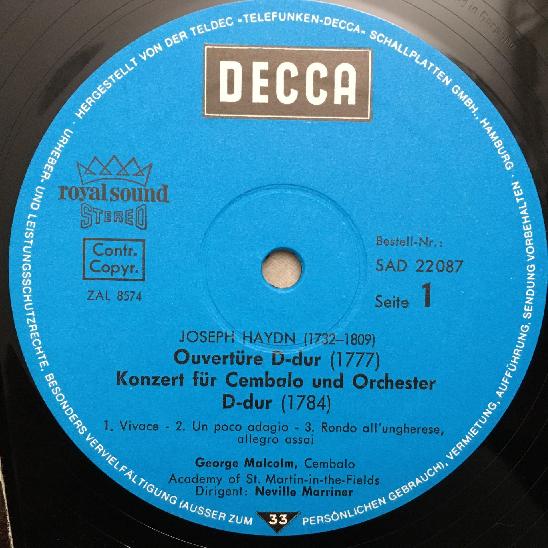 · HERGESTELLT VON DER TELDEC »TELEFUNKEN-DECCA« SCHALLPLATTEN GMBH, HAMBURG ·
URHEBER- UND LEISTUNGSSCHUTZRECHTE, BESONDERS VERVIELFÄLTIGUNG (AUSSER ZUM PERSÖNLICHEN GEBRAUCH), VERMIETUNG, AUFFÜHRUNG, SENDUNG VORBEHALTEN
DECCA
royal sound
STEREO
Contr.
Copyr.
ZAL 8574
Bestell-Nr.:
SAD 22087
Seite 1
JOSEPH HAYDN (1732–1809)
Ouvertüre D-dur (1777)
Konzert für Cembalo und Orchester
D-dur (1784)
1. Vivace - 2. Un poco adagio - 3. Rondo all'ungherese,
allegro assai
George Malcolm, Cembalo
Academy of St. Martin-in-the-Fields
Dirigent: Neville Marriner
33